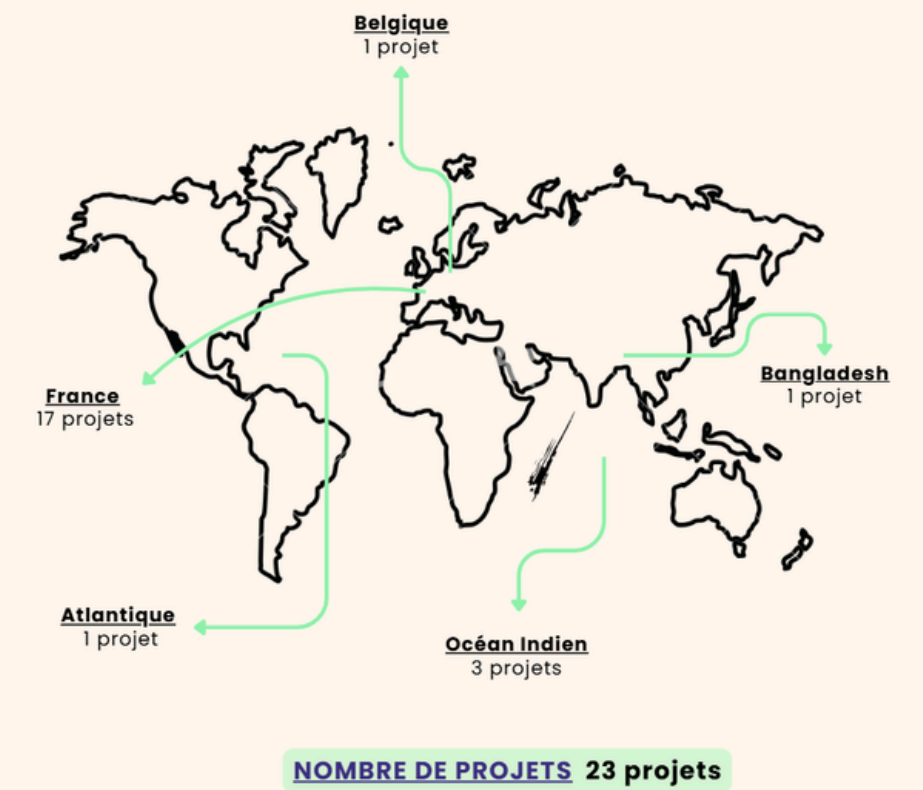 Belgique
1 projet
France
17 projets
Bangladesh
1 projet
Atlantique
1 projet
Océan Indien
3 projets
NOMBRE DE PROJETS 23 projets